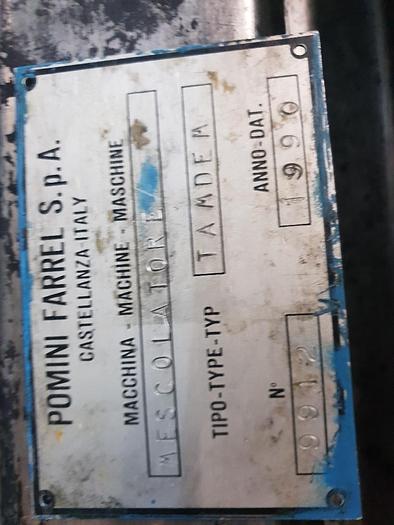 POMINI FARREL S.p.A.
CASTELLANZA-ITALY
MACCHINA - MACHINE - MASCHINE
MESCOLATORE
TIPO-TYPE-TYP TAMDEM
N° 9912 ANNO-DAT. 1990